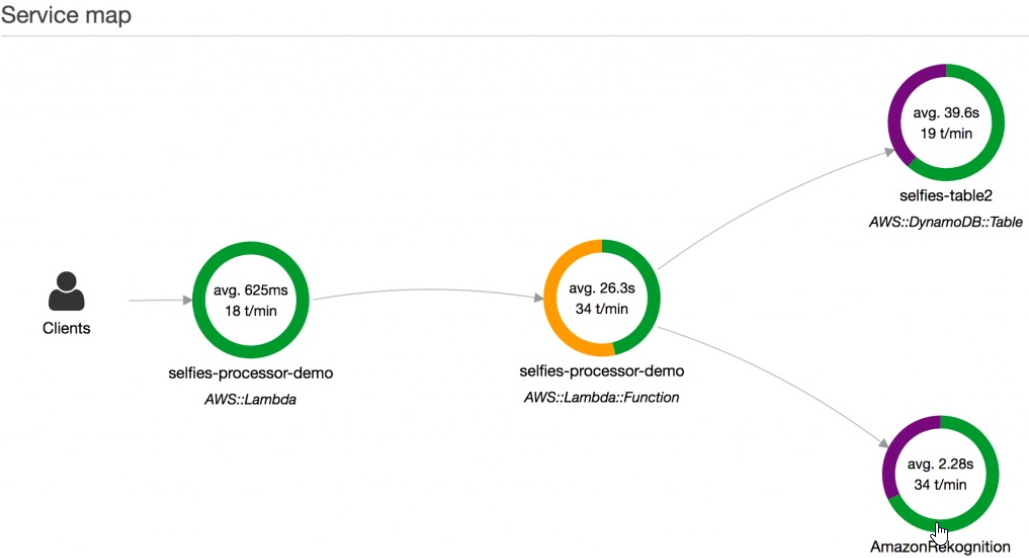 Service map
avg. 39.6s
19 t/min
selfies-table2
AWS::DynamoDB::Table
Clients
avg. 625ms
18 t/min
selfies-processor-demo
AWS::Lambda
avg. 26.3s
34 t/min
selfies-processor-demo
AWS::Lambda::Function
avg. 2.28s
34 t/min
AmazonRekognition